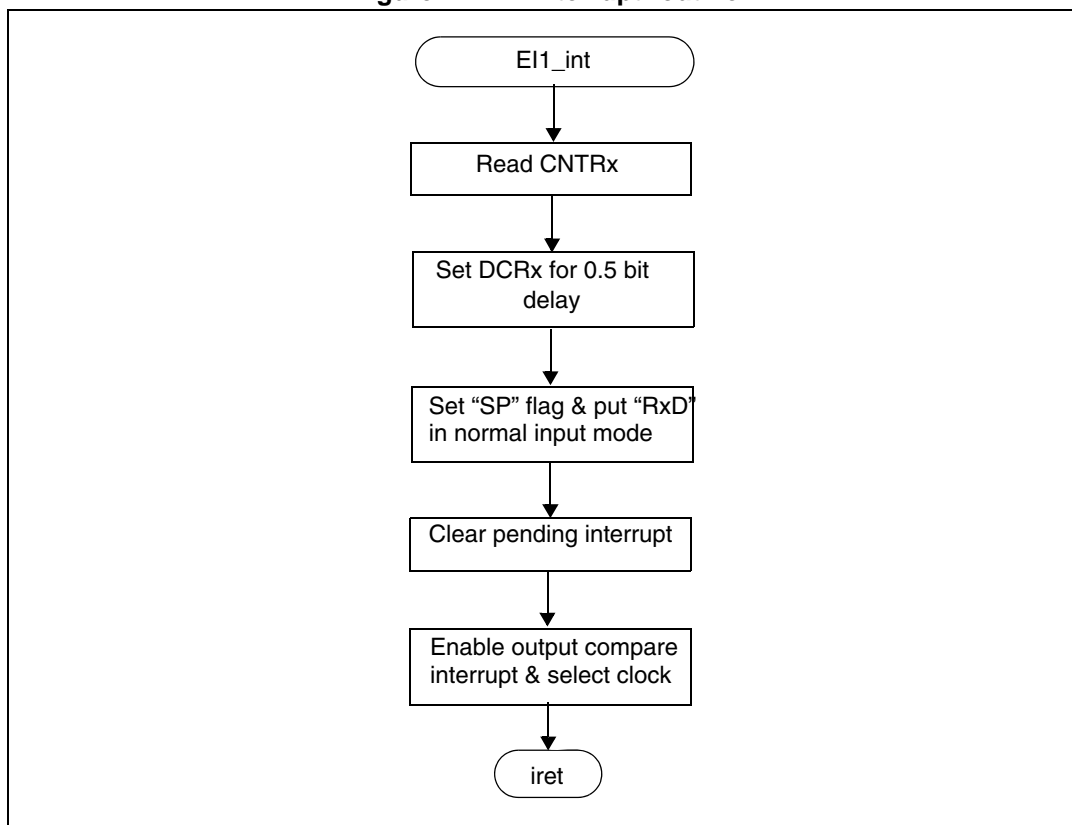 EI1_int
Read CNTRx
Set DCRx for 0.5 bit
delay
Set “SP” flag & put “RxD”
in normal input mode
Clear pending interrupt
Enable output compare
interrupt & select clock
iret